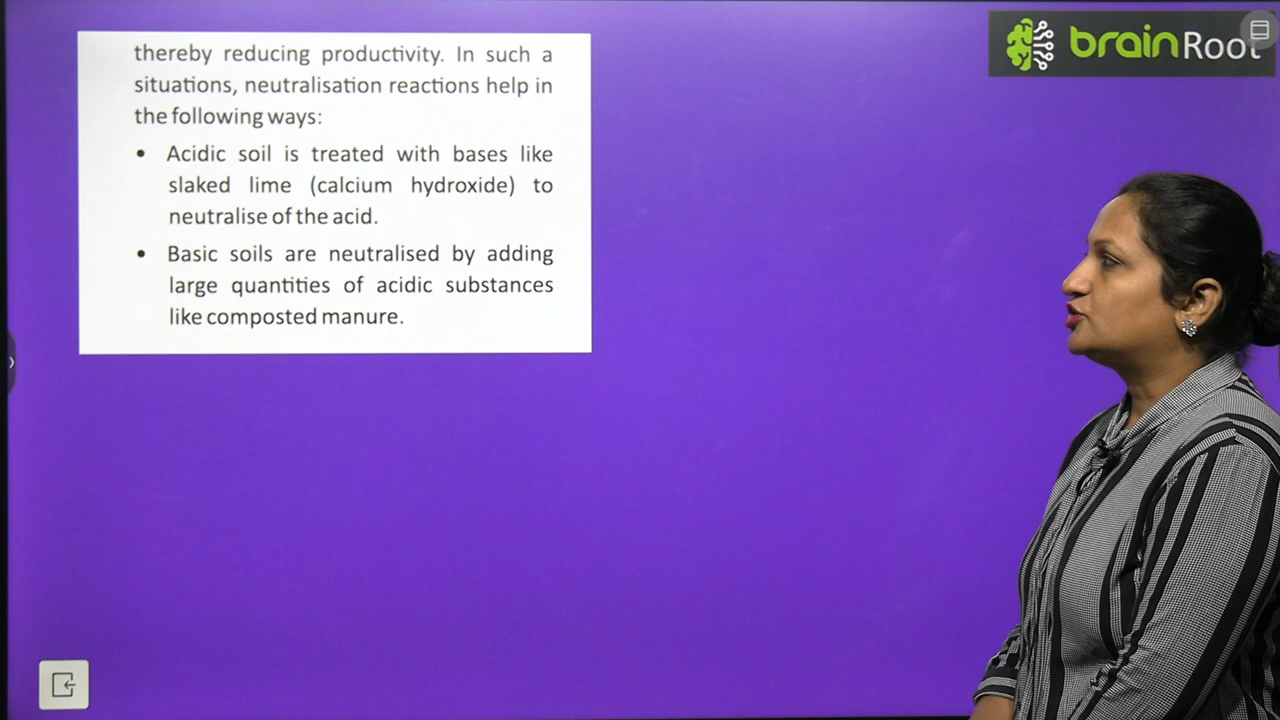 thereby reducing productivity. In such a
situations, neutralisation reactions help in
the following ways:
• Acidic soil is treated with bases like
slaked lime (calcium hydroxide) to
neutralise of the acid.
• Basic soils are neutralised by adding
large quantities of acidic substances
like composted manure.
brainRoot